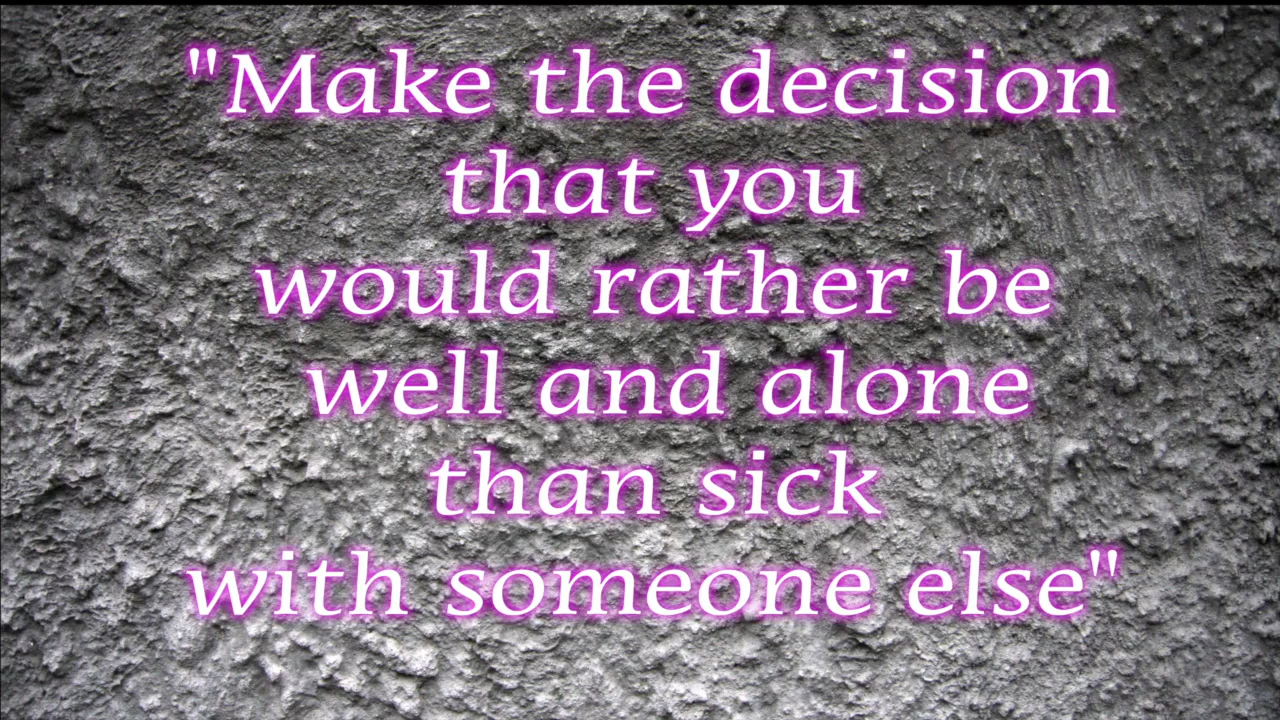 "Make the decision
that you
would rather be
well and alone
than sick
with someone else"